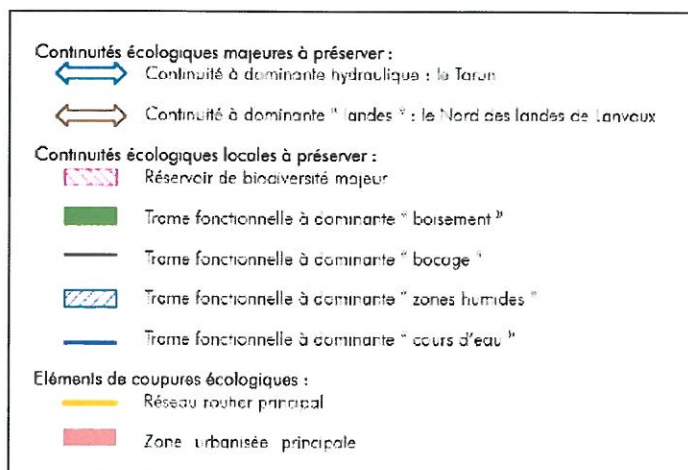 Continuités écologiques majeures à préserver :
Continuité à dominante hydraulique : le Tarun
Continuité à dominante " landes " : le Nord des landes de Lanvaux
Continuités écologiques locales à préserver :
Réservoir de biodiversité majeur
Trame fonctionnelle à dominante " boisement "
Trame fonctionnelle à dominante " bocage "
Trame fonctionnelle à dominante " zones humides "
Trame fonctionnelle à dominante " cours d'eau "
Eléments de coupures écologiques :
Réseau routier principal
Zone urbanisée principale